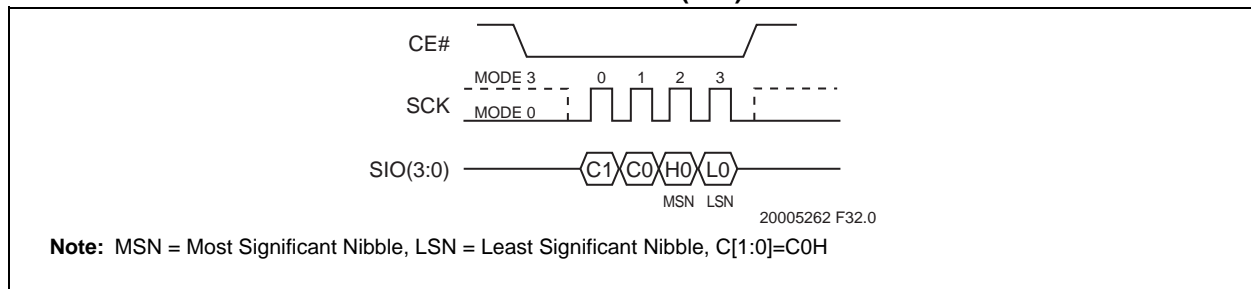 CE#
MODE 3 0 1 2 3
SCK
MODE 0
SIO(3:0) C1 C0 H0 L0
MSN LSN
20005262 F32.0
Note: MSN = Most Significant Nibble, LSN = Least Significant Nibble, C[1:0]=C0H